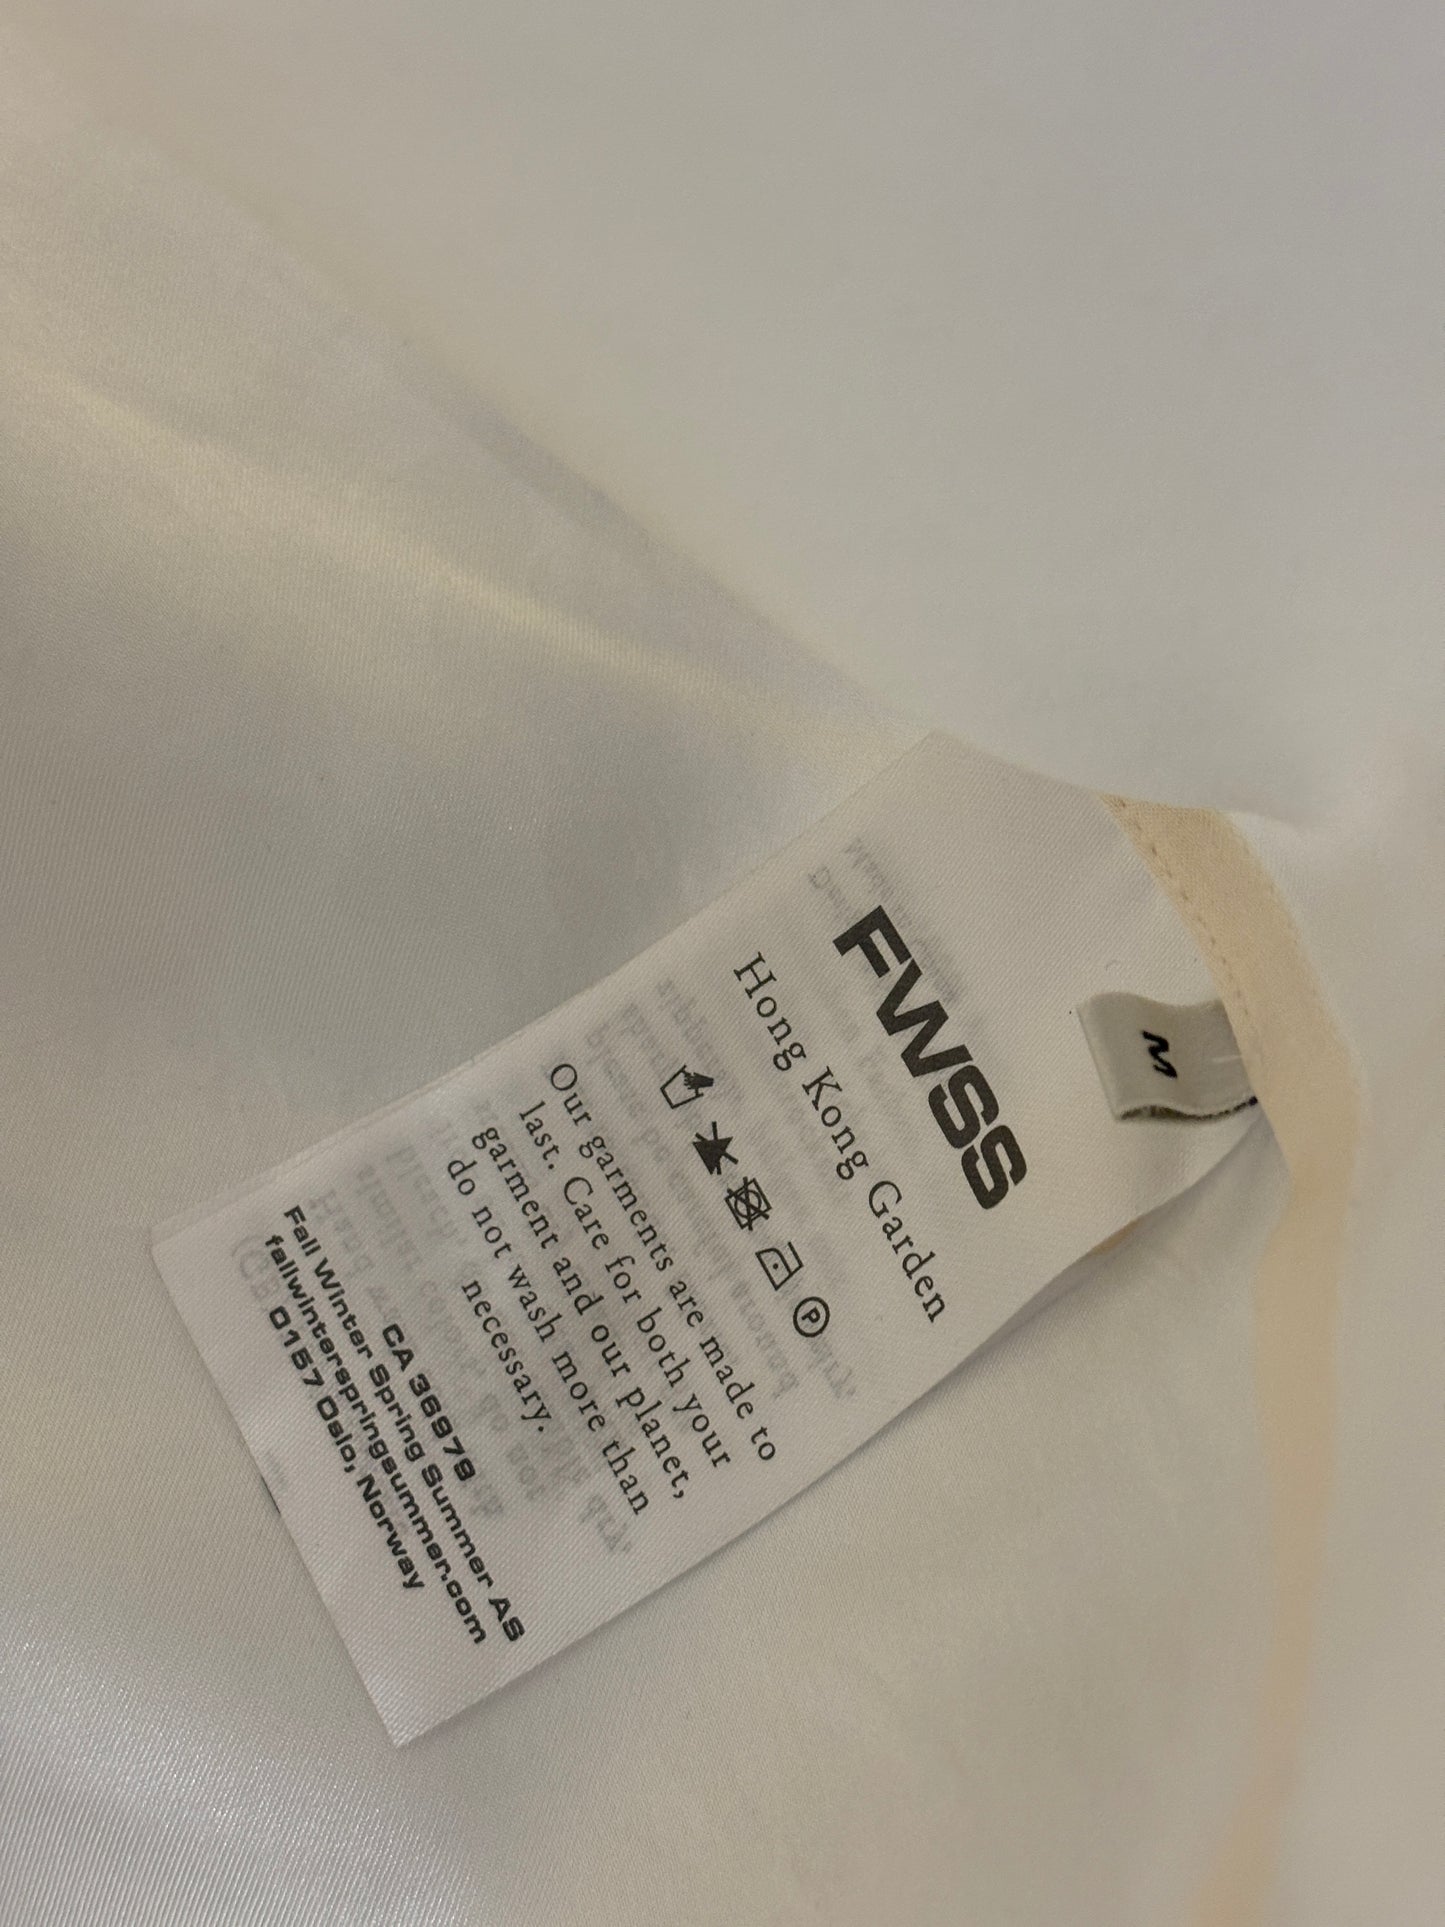 M
FWSS
Hong Kong Garden
P
Our garments are made to
last. Care for both your
garment and our planet,
do not wash more than
necessary.
CA 36979
Fall Winter Spring Summer AS
fallwinterspringsummer.com
0157 Oslo, Norway